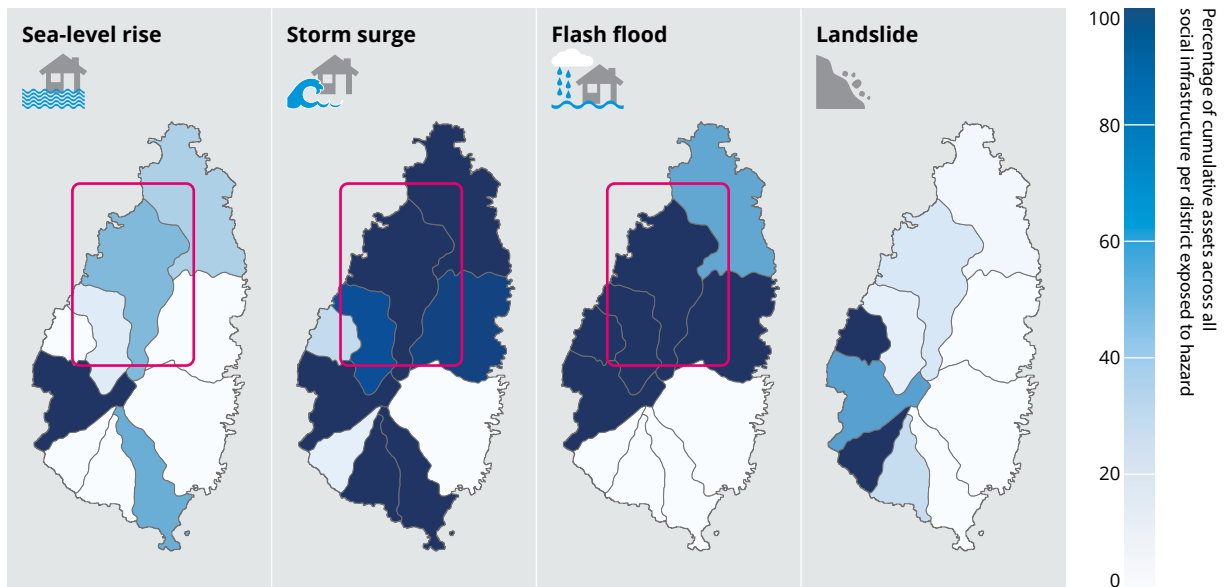 Sea-level rise
Storm surge
Flash flood
Landslide
100
80
60
40
20
0
Percentage of cumulative assets across all
social infrastructure per district exposed to hazard